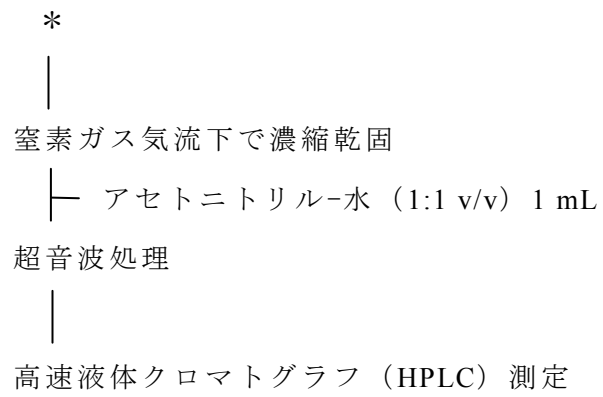 *
窒素ガス気流下で濃縮乾固
アセトニトリル-水（1:1 v/v）1 mL
超音波処理
高速液体クロマトグラフ（HPLC）測定